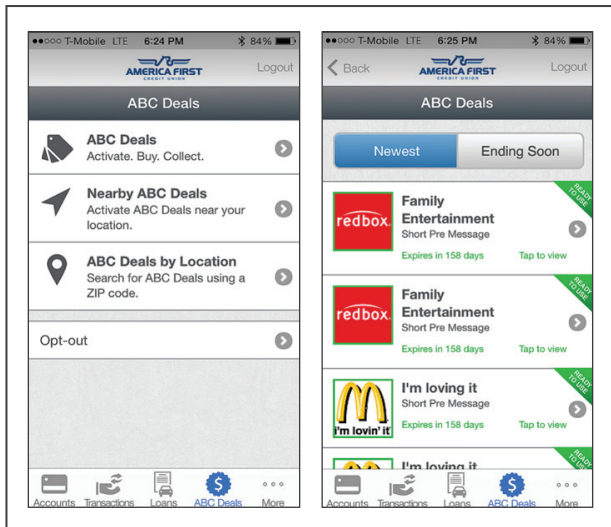 T-Mobile LTE 6:24 PM 84%
AMERICA FIRST
CREDIT UNION
Logout
ABC Deals
ABC Deals
Activate. Buy. Collect.
Nearby ABC Deals
Activate ABC Deals near your
location.
ABC Deals by Location
Search for ABC Deals using a
ZIP code.
Opt-out
Accounts Transactions Loans ABC Deals More
T-Mobile LTE 6:25 PM 84%
Back
AMERICA FIRST
CREDIT UNION
Logout
ABC Deals
Newest Ending Soon
redbox.
Family
Entertainment
Short Pre Message
Expires in 158 days Tap to view
READY
TO USE
redbox.
Family
Entertainment
Short Pre Message
Expires in 158 days Tap to view
READY
TO USE
i'm lovin' it
I'm loving it
Short Pre Message
Expires in 158 days Tap to view
READY
TO USE
I'm loving it
READY
TO USE
Accounts Transactions Loans ABC Deals More